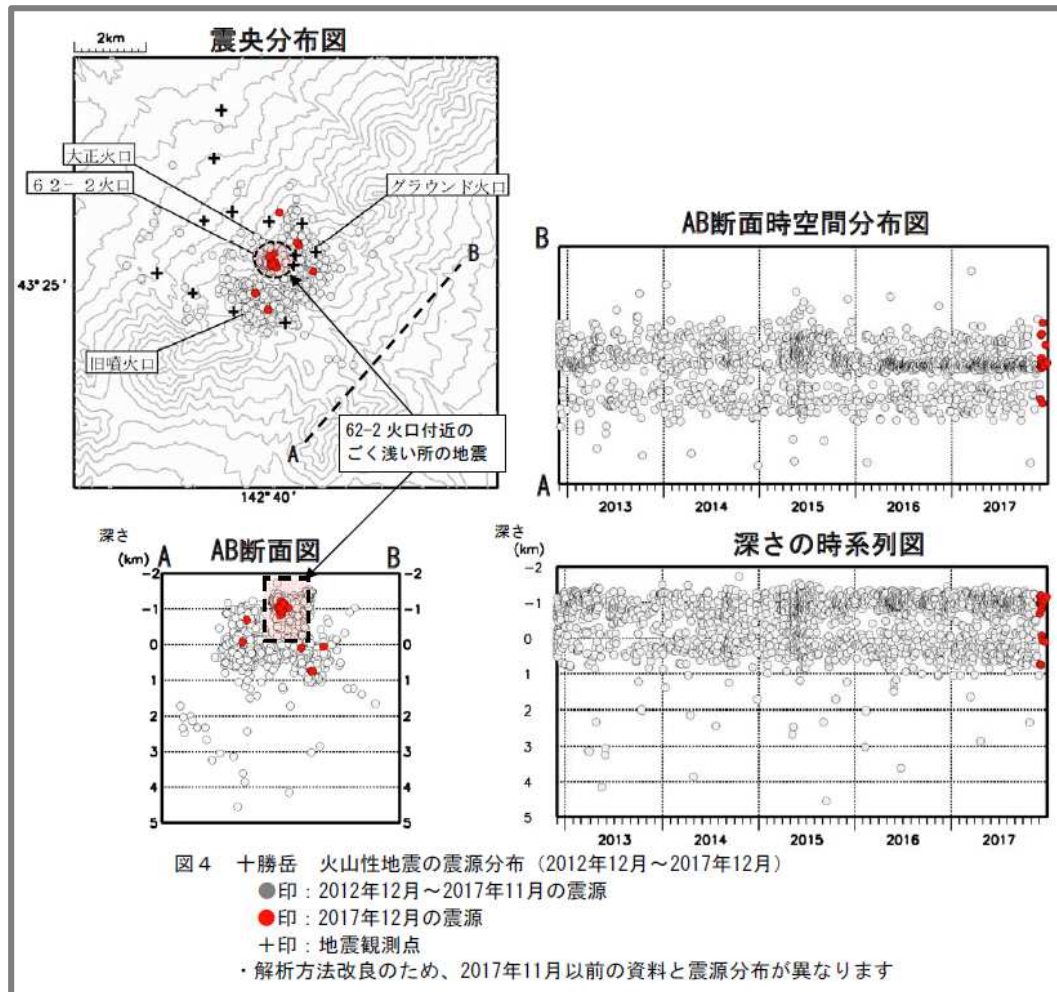 2km
震央分布図
大正火口
62-2火口
グラウンド火口
B
43°25′
旧噴火口
A
62-2 火口付近の
ごく浅い所の地震
142°40′
AB断面時空間分布図
B
A
2013 2014 2015 2016 2017
深さ
(km)
A AB断面図 B
-2
-1
0
1
2
3
4
5
-2
-1
0
1
2
3
4
5
深さ
(km)
深さの時系列図
-2
-1
0
1
2
3
4
5
2013 2014 2015 2016 2017
図4 十勝岳 火山性地震の震源分布(2012年12月～2017年12月)
●印:2012年12月～2017年11月の震源
●印:2017年12月の震源
+印:地震観測点
・解析方法改良のため、2017年11月以前の資料と震源分布が異なります